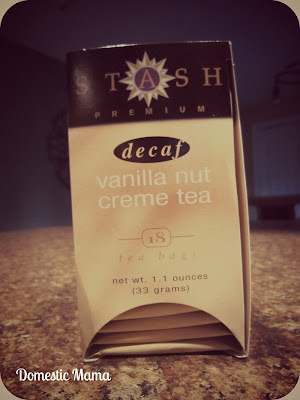 STASH
PREMIUM
decaf
vanilla nut
creme tea
18
tea bags
net wt. 1.1 ounces
(33 grams)
Domestic Mama